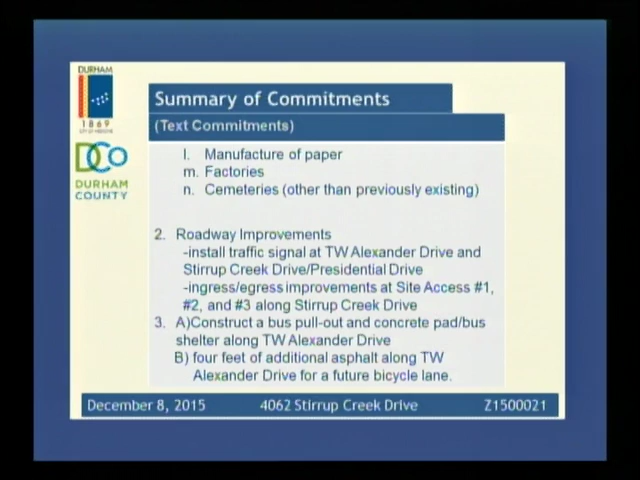 DURHAM
1869
CITY OF MEDICINE
DCo
DURHAM
COUNTY
Summary of Commitments
(Text Commitments)
l. Manufacture of paper
m. Factories
n. Cemeteries (other than previously existing)
2. Roadway Improvements
-install traffic signal at TW Alexander Drive and
Stirrup Creek Drive/Presidential Drive
-ingress/egress improvements at Site Access #1,
#2, and #3 along Stirrup Creek Drive
3. A)Construct a bus pull-out and concrete pad/bus
shelter along TW Alexander Drive
B) four feet of additional asphalt along TW
Alexander Drive for a future bicycle lane.
December 8, 2015 4062 Stirrup Creek Drive Z1500021